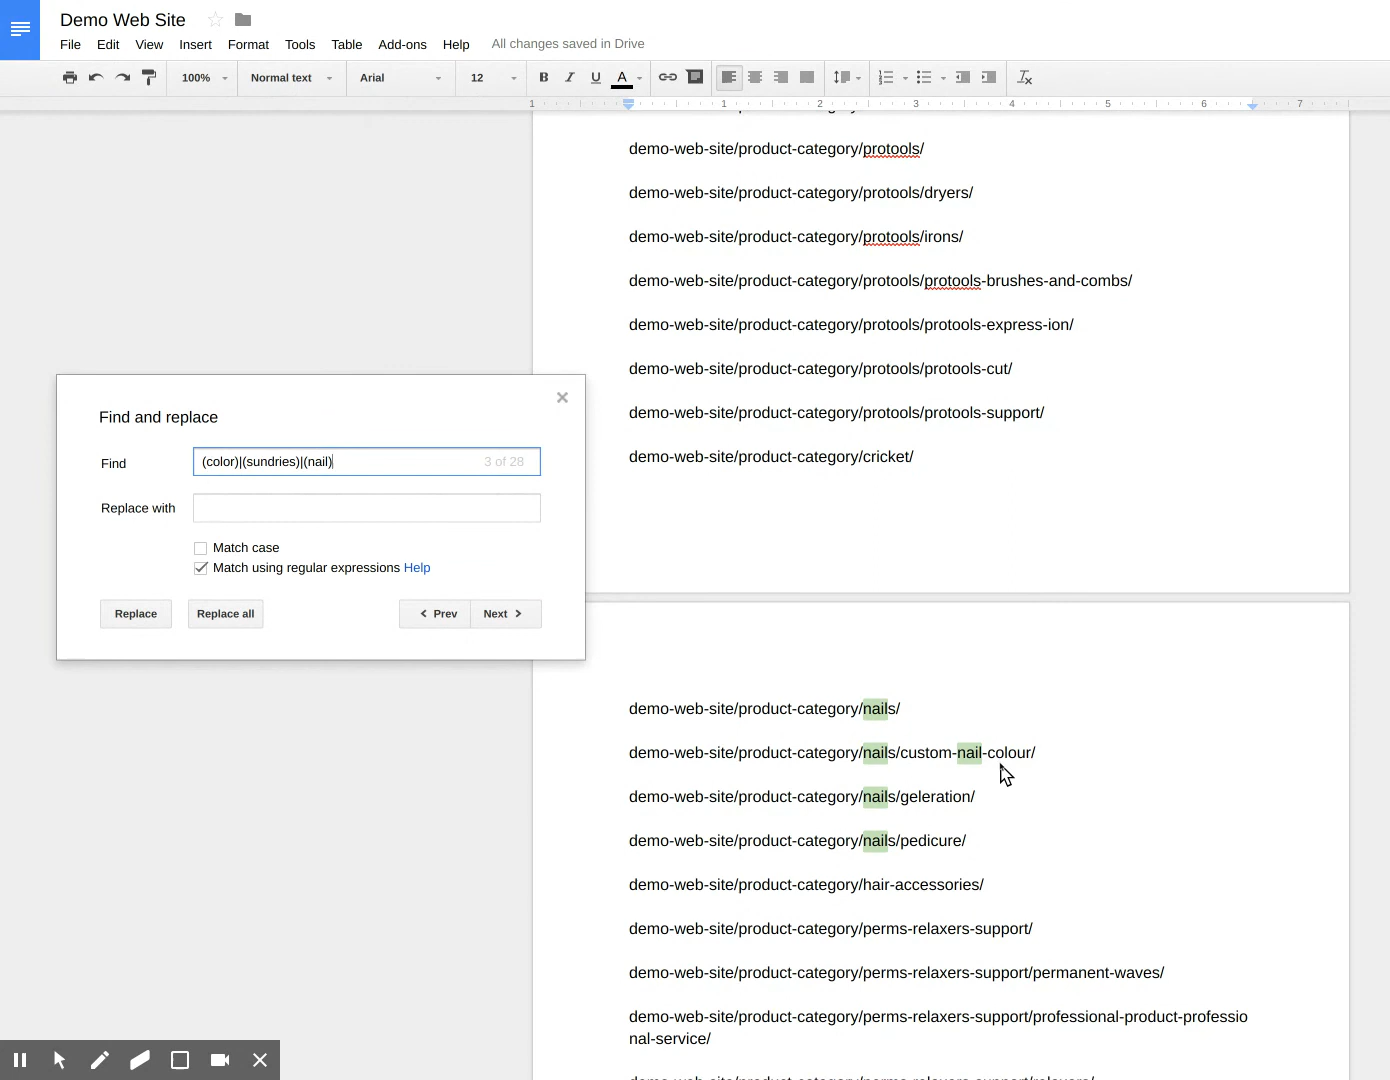 Demo Web Site
File Edit View Insert Format Tools Table Add-ons Help All changes saved in Drive
100% Normal text Arial 12 B I U A
1 1 2 3 4 5 6 7
demo-web-site/product-category/protools/
demo-web-site/product-category/protools/dryers/
demo-web-site/product-category/protools/irons/
demo-web-site/product-category/protools/protools-brushes-and-combs/
demo-web-site/product-category/protools/protools-express-ion/
demo-web-site/product-category/protools/protools-cut/
demo-web-site/product-category/protools/protools-support/
demo-web-site/product-category/cricket/
Find and replace
Find (color)|(sundries)|(nail) 3 of 28
Replace with
Match case
Match using regular expressions Help
Replace Replace all Prev Next
demo-web-site/product-category/nails/
demo-web-site/product-category/nails/custom-nail-colour/
demo-web-site/product-category/nails/geleration/
demo-web-site/product-category/nails/pedicure/
demo-web-site/product-category/hair-accessories/
demo-web-site/product-category/perms-relaxers-support/
demo-web-site/product-category/perms-relaxers-support/permanent-waves/
demo-web-site/product-category/perms-relaxers-support/professional-product-professio
nal-service/